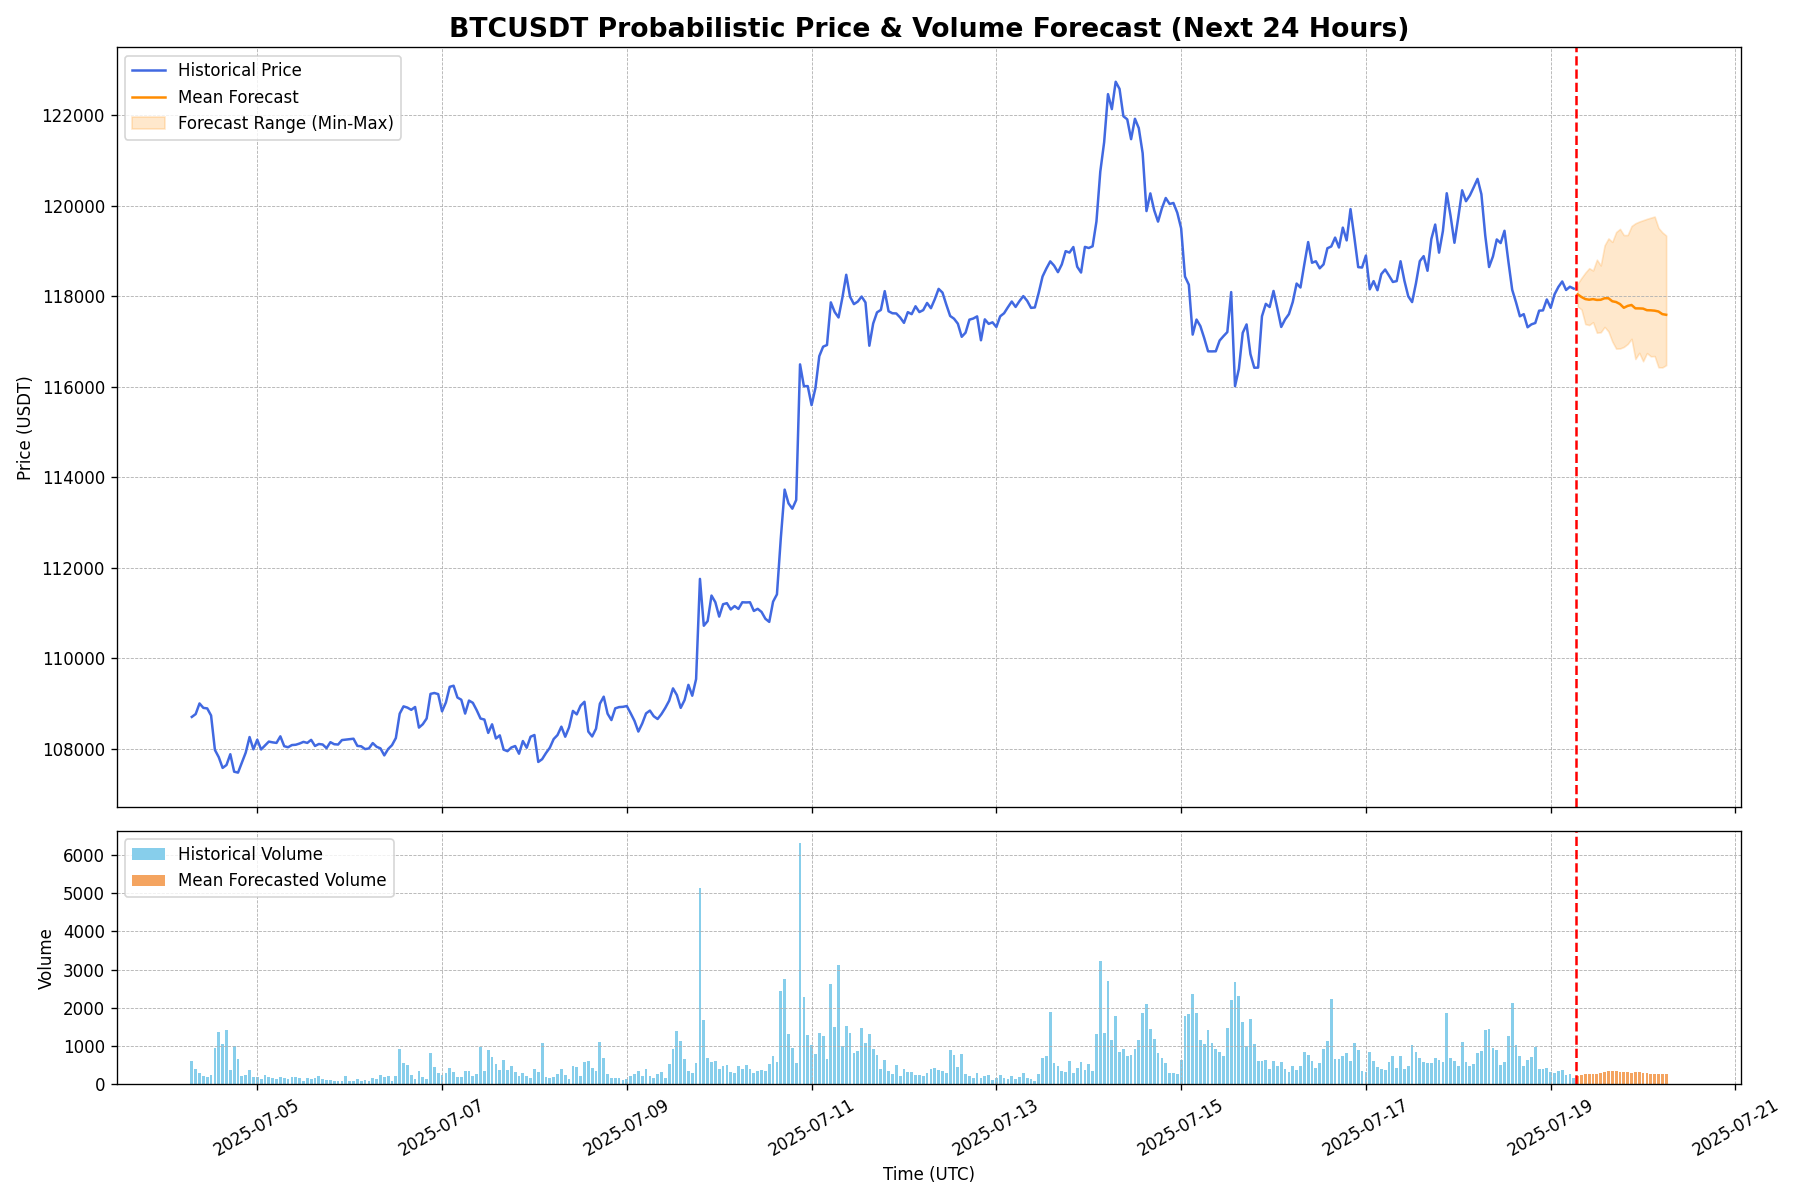 BTCUSDT Probabilistic Price & Volume Forecast (Next 24 Hours)
Historical Price
Mean Forecast
Forecast Range (Min-Max)
122000
120000
118000
116000
114000
112000
110000
108000
Price (USDT)
Historical Volume
Mean Forecasted Volume
6000
5000
4000
3000
2000
1000
0
Volume
2025-07-05
2025-07-07
2025-07-09
2025-07-11
2025-07-13
2025-07-15
2025-07-17
2025-07-19
2025-07-21
Time (UTC)